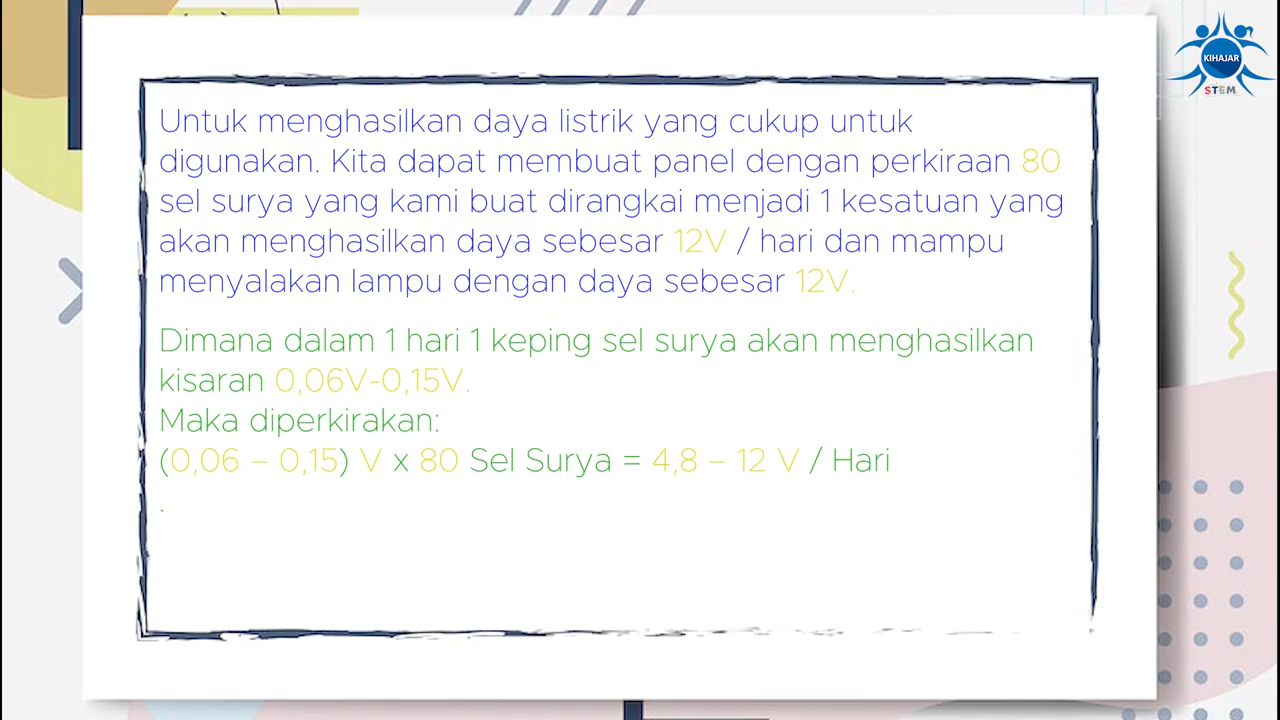 KIHAJAR
STEM
Untuk menghasilkan daya listrik yang cukup untuk
digunakan. Kita dapat membuat panel dengan perkiraan 80
sel surya yang kami buat dirangkai menjadi 1 kesatuan yang
akan menghasilkan daya sebesar 12V / hari dan mampu
menyalakan lampu dengan daya sebesar 12V.
Dimana dalam 1 hari 1 keping sel surya akan menghasilkan
kisaran 0,06V-0,15V.
Maka diperkirakan:
(0,06 – 0,15) V x 80 Sel Surya = 4,8 – 12 V / Hari
.